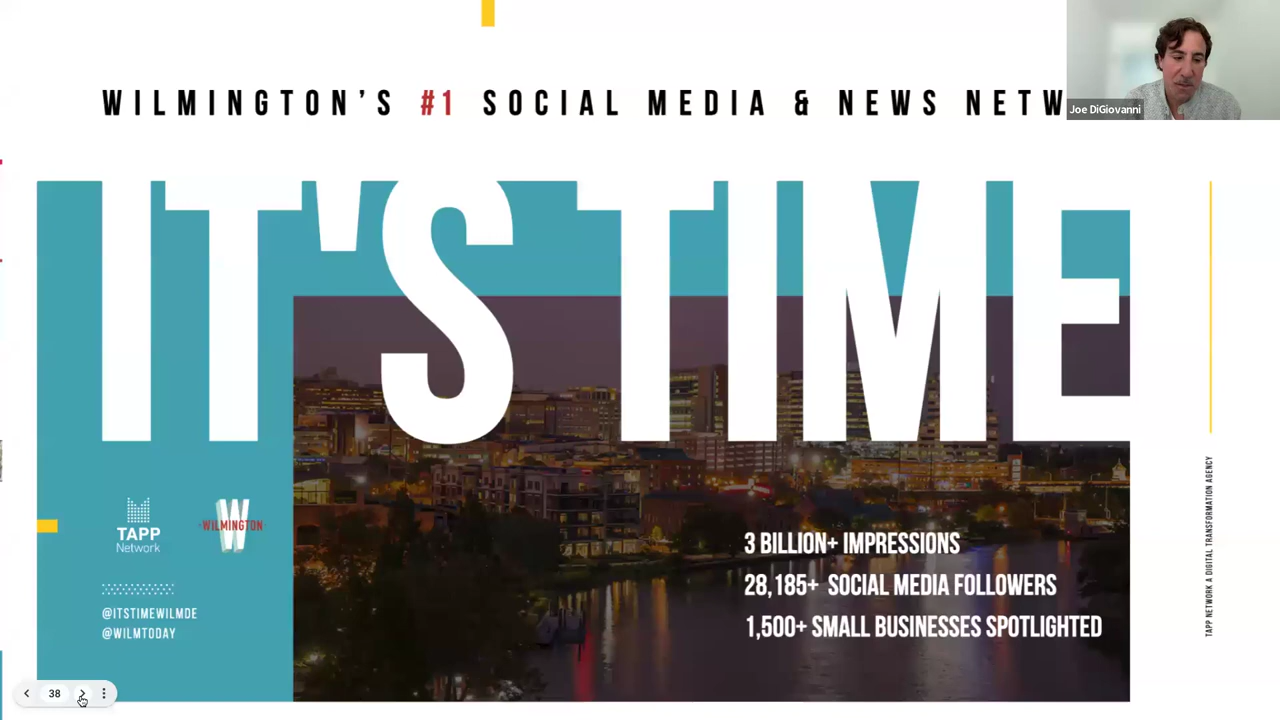 WILMINGTON'S #1 SOCIAL MEDIA & NEWS NETW
Joe DiGiovanni
IT'S TIME
TAPP
Network
W
WILMINGTON
@ITSTIMEWILMDE
@WILMTODAY
3 BILLION+ IMPRESSIONS
28,185+ SOCIAL MEDIA FOLLOWERS
1,500+ SMALL BUSINESSES SPOTLIGHTED
TAPP NETWORK A DIGITAL TRANSFORMATION AGENCY
38